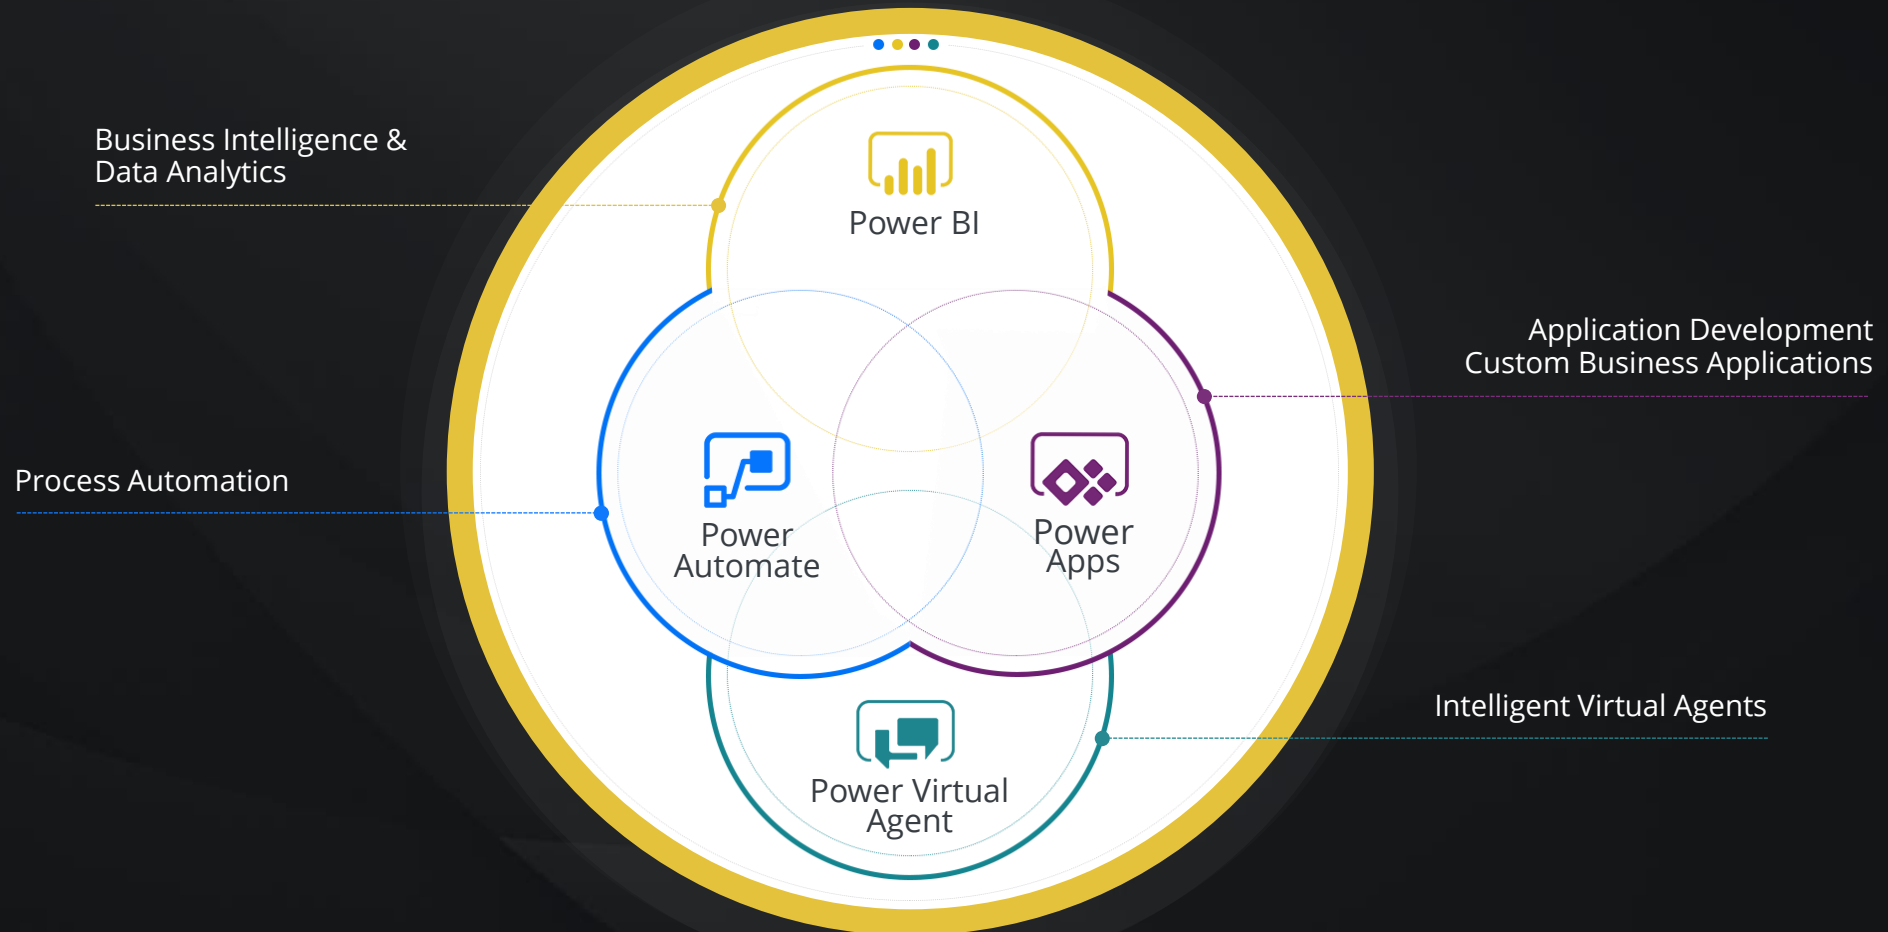 Business Intelligence &
Data Analytics
Power BI
Application Development
Custom Business Applications
Process Automation
Power
Automate
Power
Apps
Intelligent Virtual Agents
Power Virtual
Agent